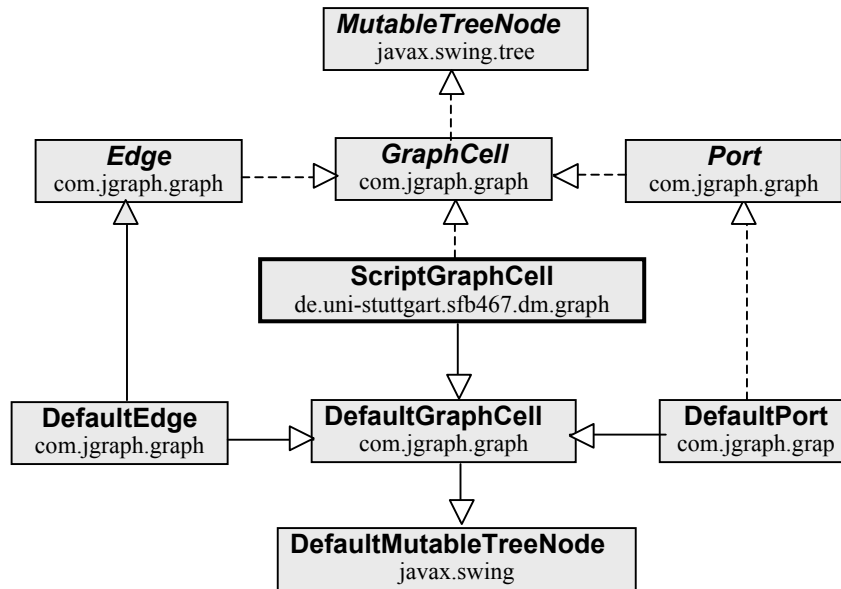 MutableTreeNode
javax.swing.tree
Edge
com.jgraph.graph
GraphCell
com.jgraph.graph
Port
com.jgraph.graph
ScriptGraphCell
de.uni-stuttgart.sfb467.dm.graph
DefaultEdge
com.jgraph.graph
DefaultGraphCell
com.jgraph.graph
DefaultPort
com.jgraph.grap
DefaultMutableTreeNode
javax.swing